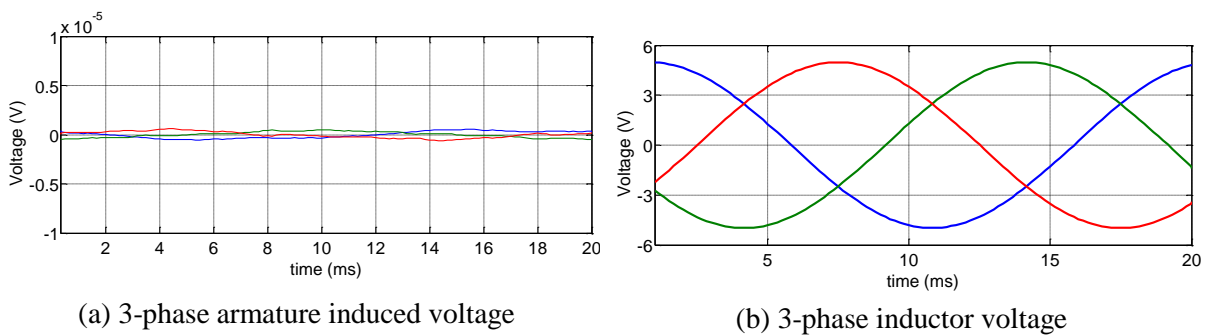 x 10
-5
1
0.5
0
-0.5
-1
Voltage (V)
2 4 6 8 10 12 14 16 18 20
time (ms)
(a) 3-phase armature induced voltage
6
3
0
-3
-6
Voltage (V)
5 10 15 20
time (ms)
(b) 3-phase inductor voltage